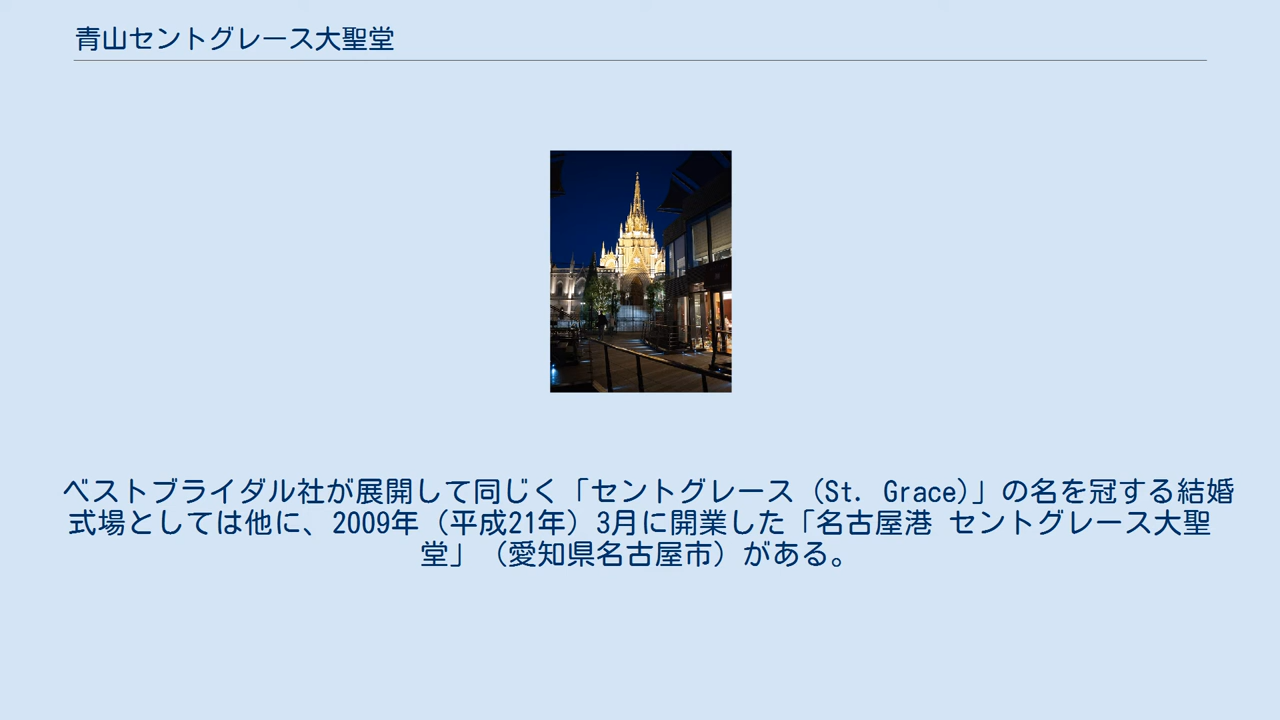 青山セントグレース大聖堂
ベストブライダル社が展開して同じく「セントグレース（St. Grace）」の名を冠する結婚
式場としては他に、2009年（平成21年）3月に開業した「名古屋港 セントグレース大聖
堂」（愛知県名古屋市）がある。